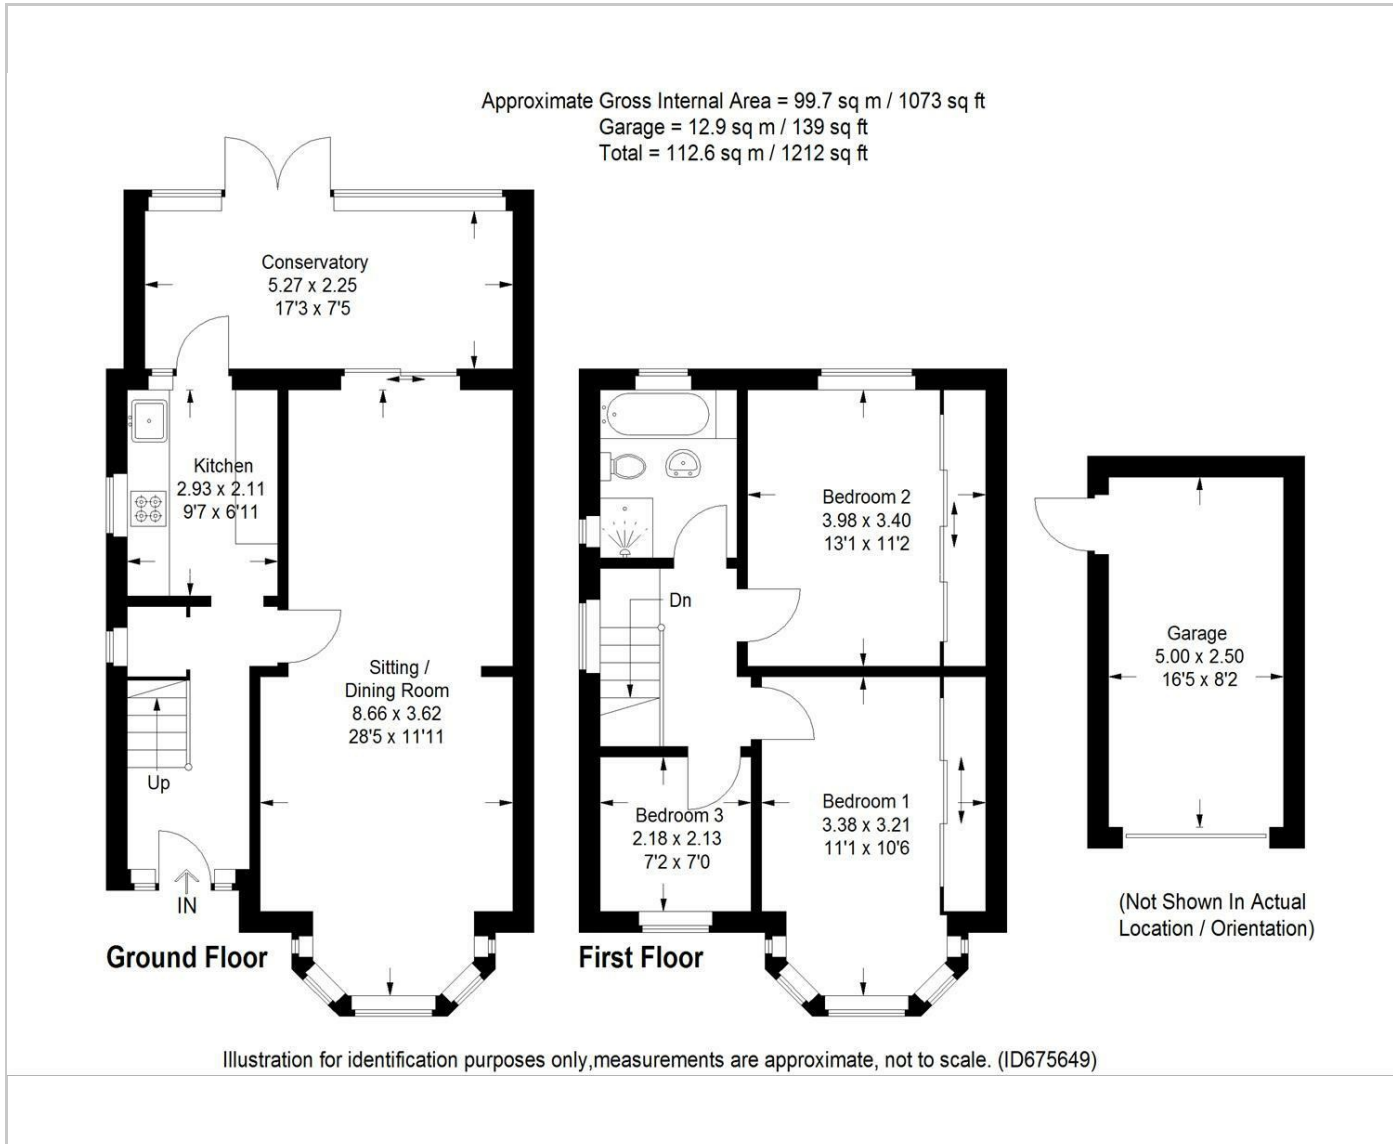 Approximate Gross Internal Area = 99.7 sq m / 1073 sq ft
Garage = 12.9 sq m / 139 sq ft
Total = 112.6 sq m / 1212 sq ft
Conservatory
5.27 x 2.25
17'3 x 7'5
Kitchen
2.93 x 2.11
9'7 x 6'11
Sitting /
Dining Room
8.66 x 3.62
28'5 x 11'11
Up
IN
Ground Floor
Bedroom 2
3.98 x 3.40
13'1 x 11'2
Dn
Bedroom 1
3.38 x 3.21
11'1 x 10'6
Bedroom 3
2.18 x 2.13
7'2 x 7'0
First Floor
Garage
5.00 x 2.50
16'5 x 8'2
(Not Shown In Actual
Location / Orientation)
Illustration for identification purposes only,measurements are approximate, not to scale. (ID675649)